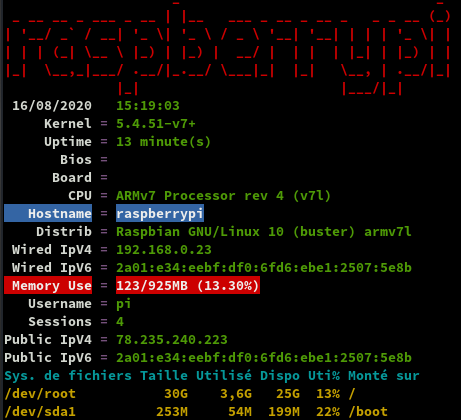 raspberrypi
16/08/2020 15:19:03
Kernel = 5.4.51-v7+
Uptime = 13 minute(s)
Bios =
Board =
CPU = ARMv7 Processor rev 4 (v7l)
Hostname = raspberrypi
Distrib = Raspbian GNU/Linux 10 (buster) armv7l
Wired IpV4 = 192.168.0.23
Wired IpV6 = 2a01:e34:eebf:df0:6fd6:ebe1:2507:5e8b
Memory Use = 123/925MB (13.30%)
Username = pi
Sessions = 4
Public IpV4 = 78.235.240.223
Public IpV6 = 2a01:e34:eebf:df0:6fd6:ebe1:2507:5e8b
Sys. de fichiers Taille Utilisé Dispo Uti% Monté sur
/dev/root 30G 3,6G 25G 13% /
/dev/sda1 253M 54M 199M 22% /boot